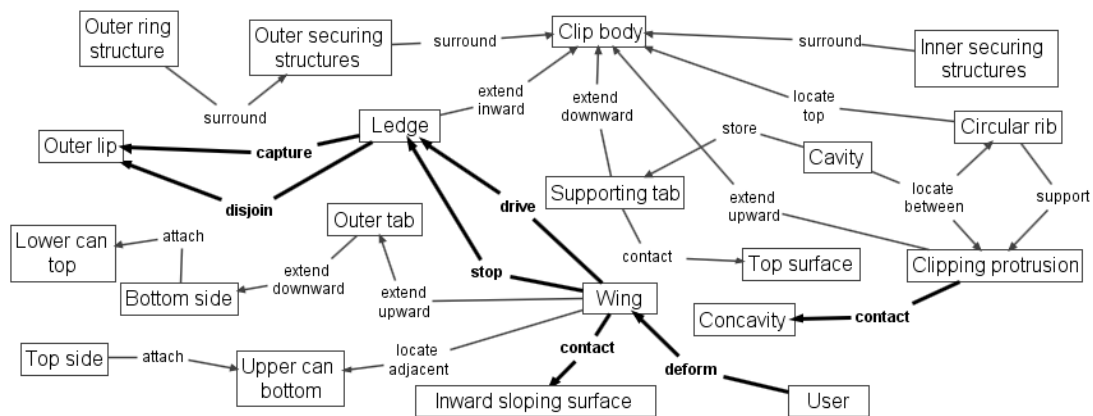 Outer ring
structure
Outer securing
structures
surround
Clip body
surround
Inner securing
structures
surround
extend
inward
extend
downward
locate
top
Ledge
Circular rib
Outer lip
capture
store
Cavity
disjoin
drive
Supporting tab
extend
upward
locate
between
support
Outer tab
Lower can
top
attach
stop
contact
Top surface
Clipping protrusion
Bottom side
extend
downward
extend
upward
Wing
Concavity
contact
Top side
attach
Upper can
bottom
locate
adjacent
contact
deform
Inward sloping surface
User